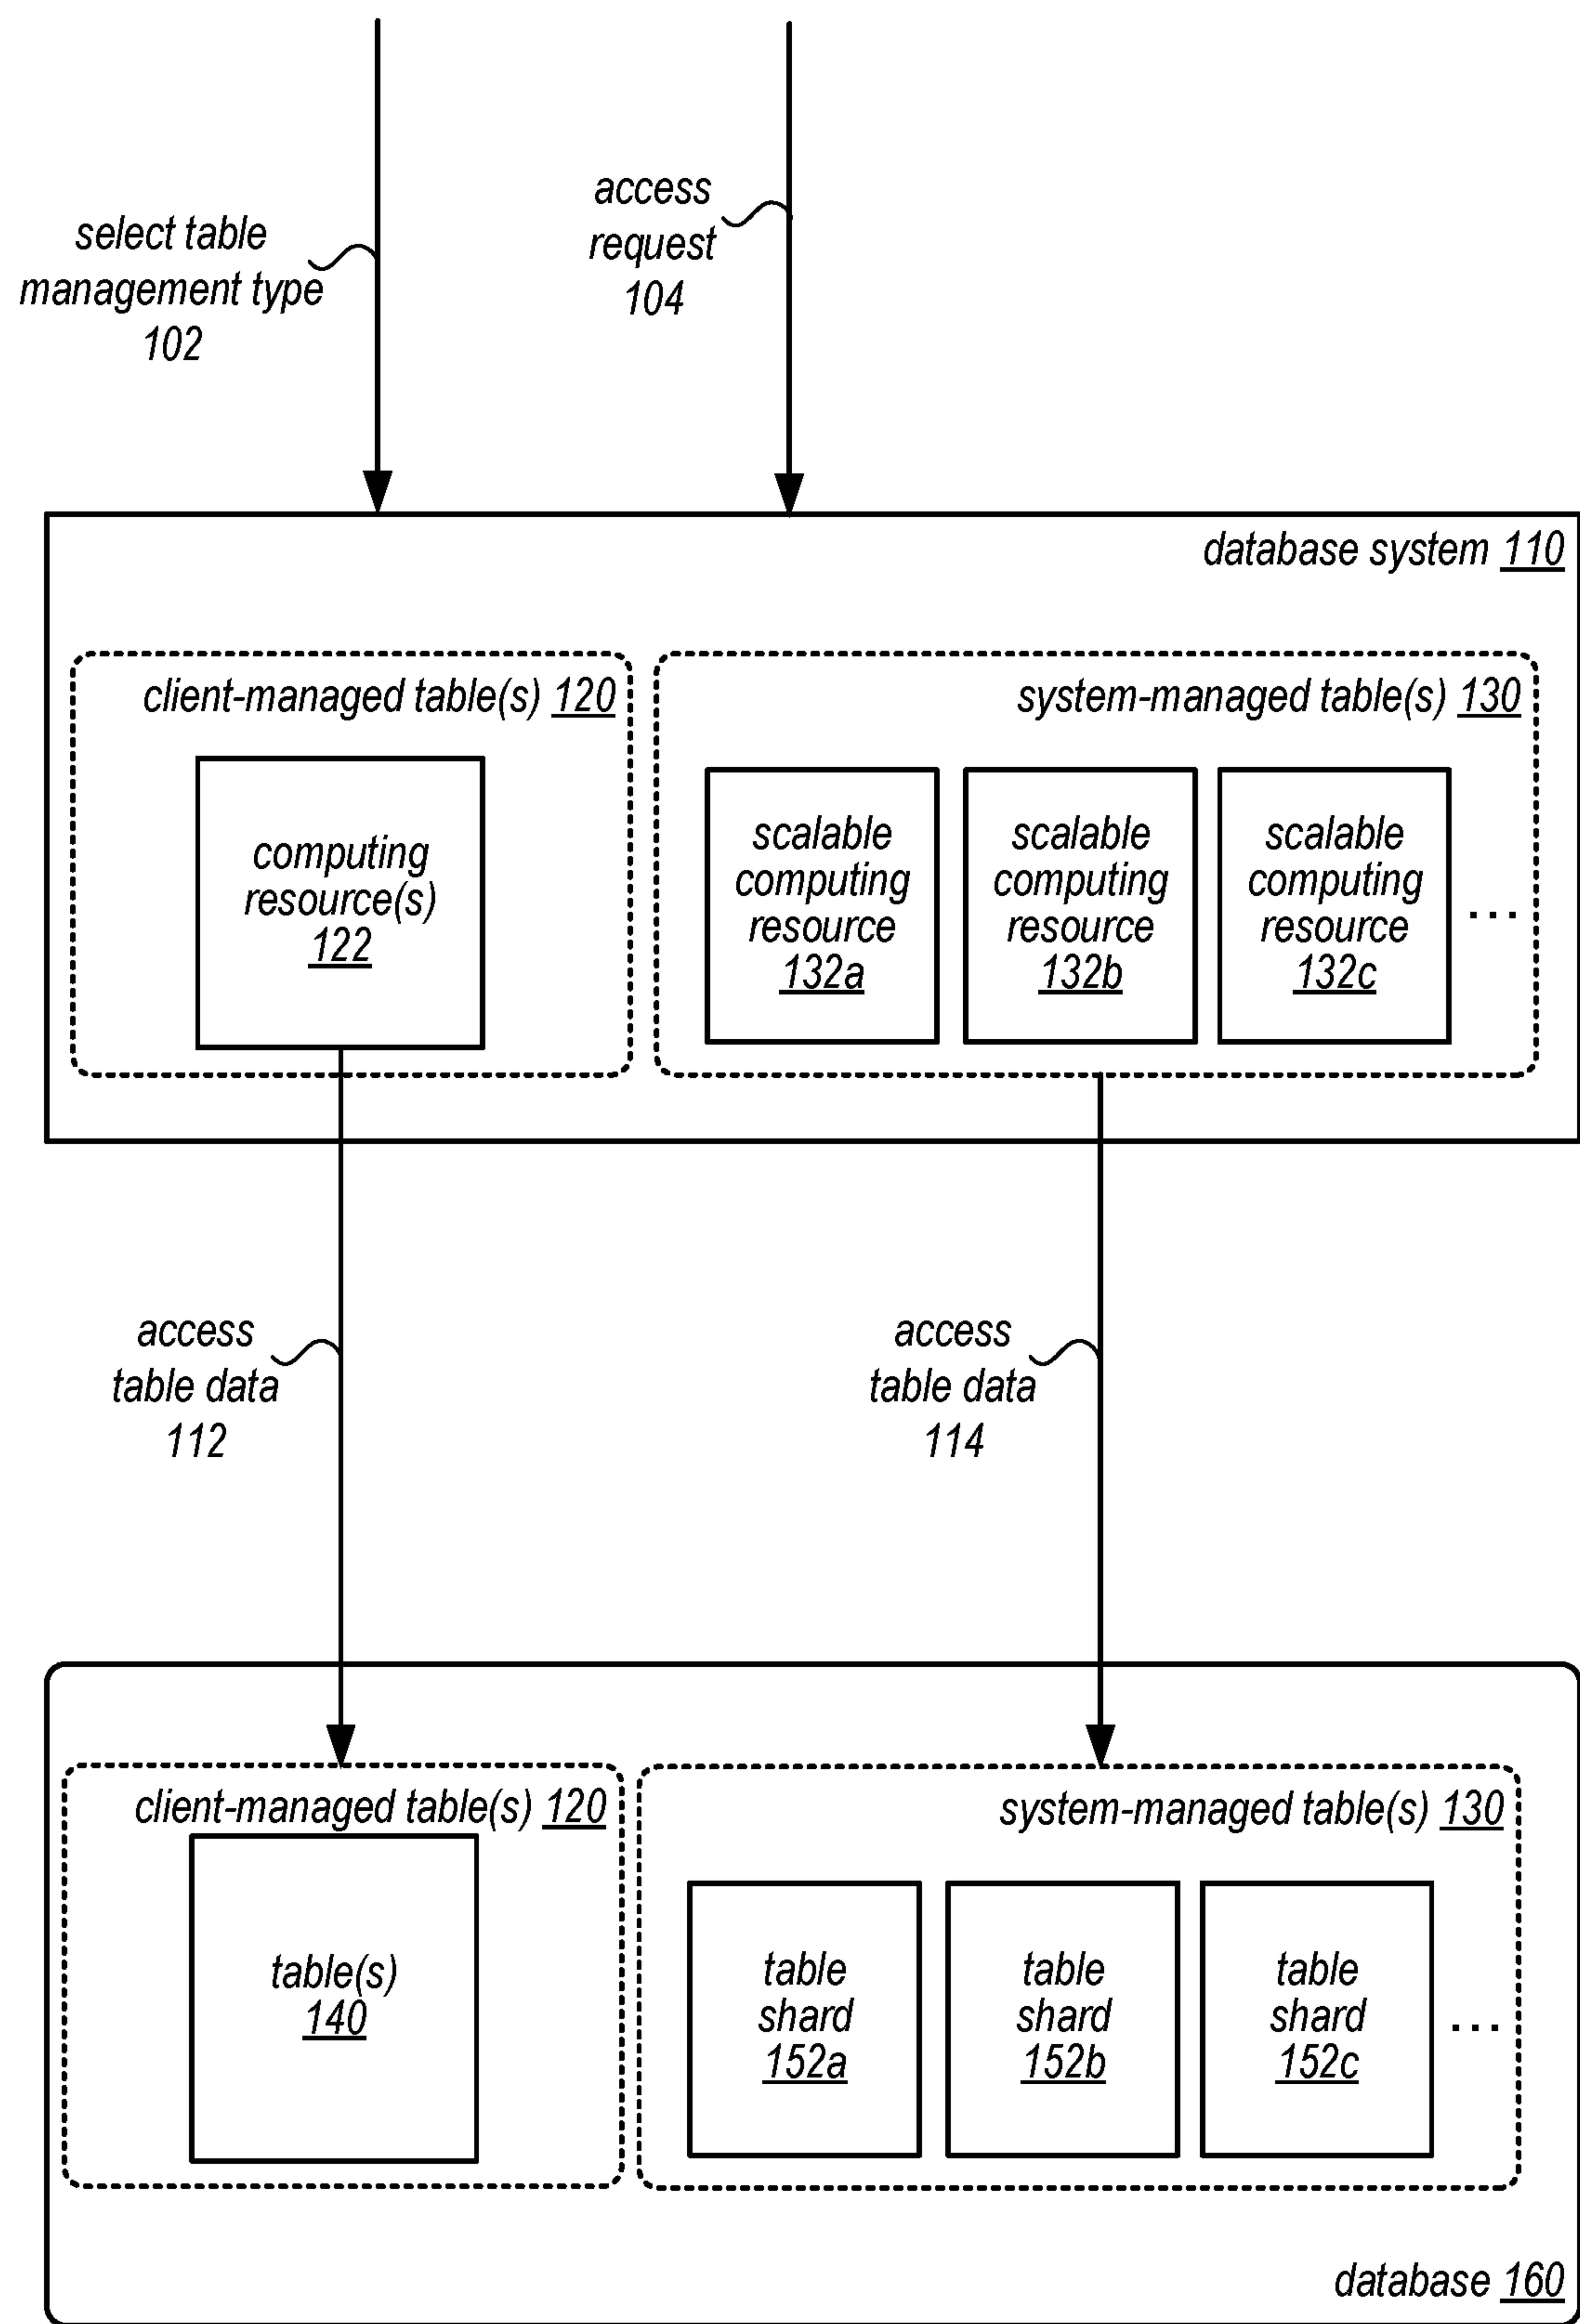 select table
management type
102
access
request
104
database system 110
client-managed table(s) 120
computing
resource(s)
122
system-managed table(s) 130
scalable
computing
resource
132a
scalable
computing
resource
132b
scalable
computing
resource
132c
...
access
table data
112
access
table data
114
client-managed table(s) 120
table(s)
140
system-managed table(s) 130
table
shard
152a
table
shard
152b
table
shard
152c
...
database 160